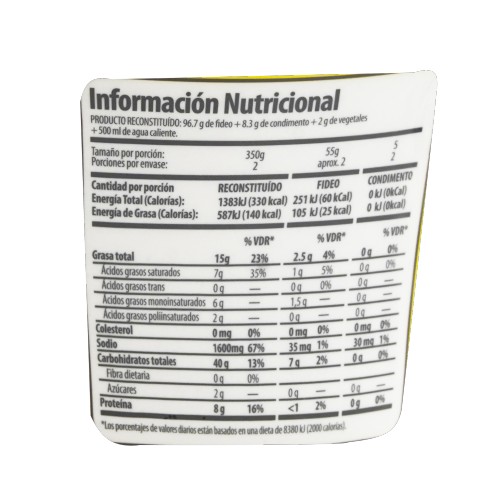 Información Nutricional
PRODUCTO RECONSTITUÍDO: 96.7 g de fideo + 8.3 g de condimento + 2 g de vegetales
+ 500 ml de agua caliente.
Tamaño por porción: 350g 55g 5
Porciones por envase: 2 aprox. 2 2
Cantidad por porción RECONSTITUÍDO FIDEO CONDIMENTO
Energía Total (Calorías): 1383kJ (330 kcal) 251 kJ (60 kCal) 0 kJ (0kCal)
Energía de Grasa (Calorías): 587kJ (140 kcal) 105 kJ (25 kcal) 0 kJ (0kcal)
% VDR* % VDR* % VDR*
Grasa total 15g 23% 2.5 g 4% 0 g 0%
Ácidos grasos saturados 7g 35% 1 g 5% 0 g 0%
Ácidos grasos trans 0 g — 0 g 0% 0 g —
Ácidos grasos monoinsaturados 6 g — 1,5 g — 0 g —
Ácidos grasos poliinsaturados 2 g — 0 g — 0 g —
Colesterol 0 mg 0% 0 mg 0% 0 mg 0%
Sodio 1600mg 67% 35 mg 1% 30 mg 1%
Carbohidratos totales 40 g 13% 7 g 2% 0 g 0%
Fibra dietaria 0 g 0%
Azúcares 2 g — 0 g — 0 g —
Proteína 8 g 16% <1 2% 0 g 0%
*Los porcentajes de valores diarios están basados en una dieta de 8380 kJ (2000 calorías).